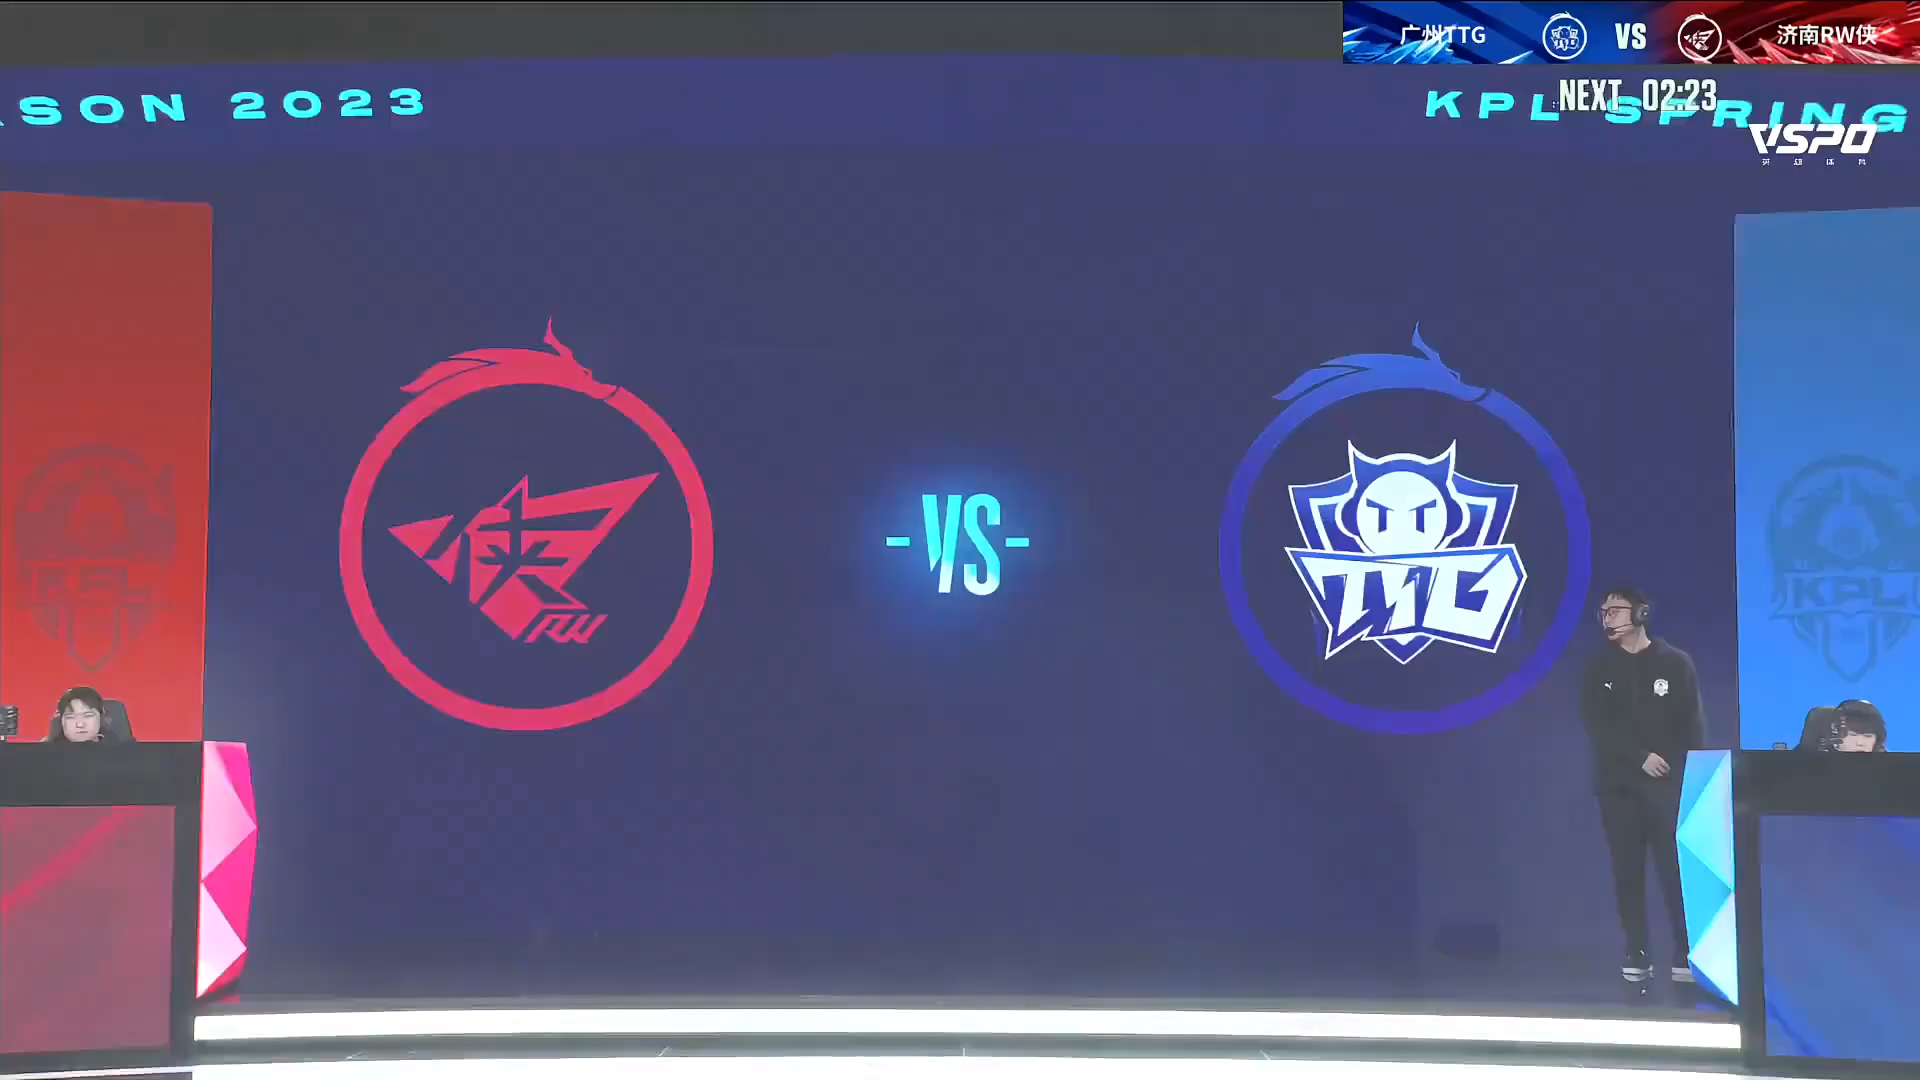 广州TTG
VS
济南RW侠
NEXT 02:23
SON 2023
KPL SPRING
VSPO
侠
RW
-VS-
TTG
KPL
KPL